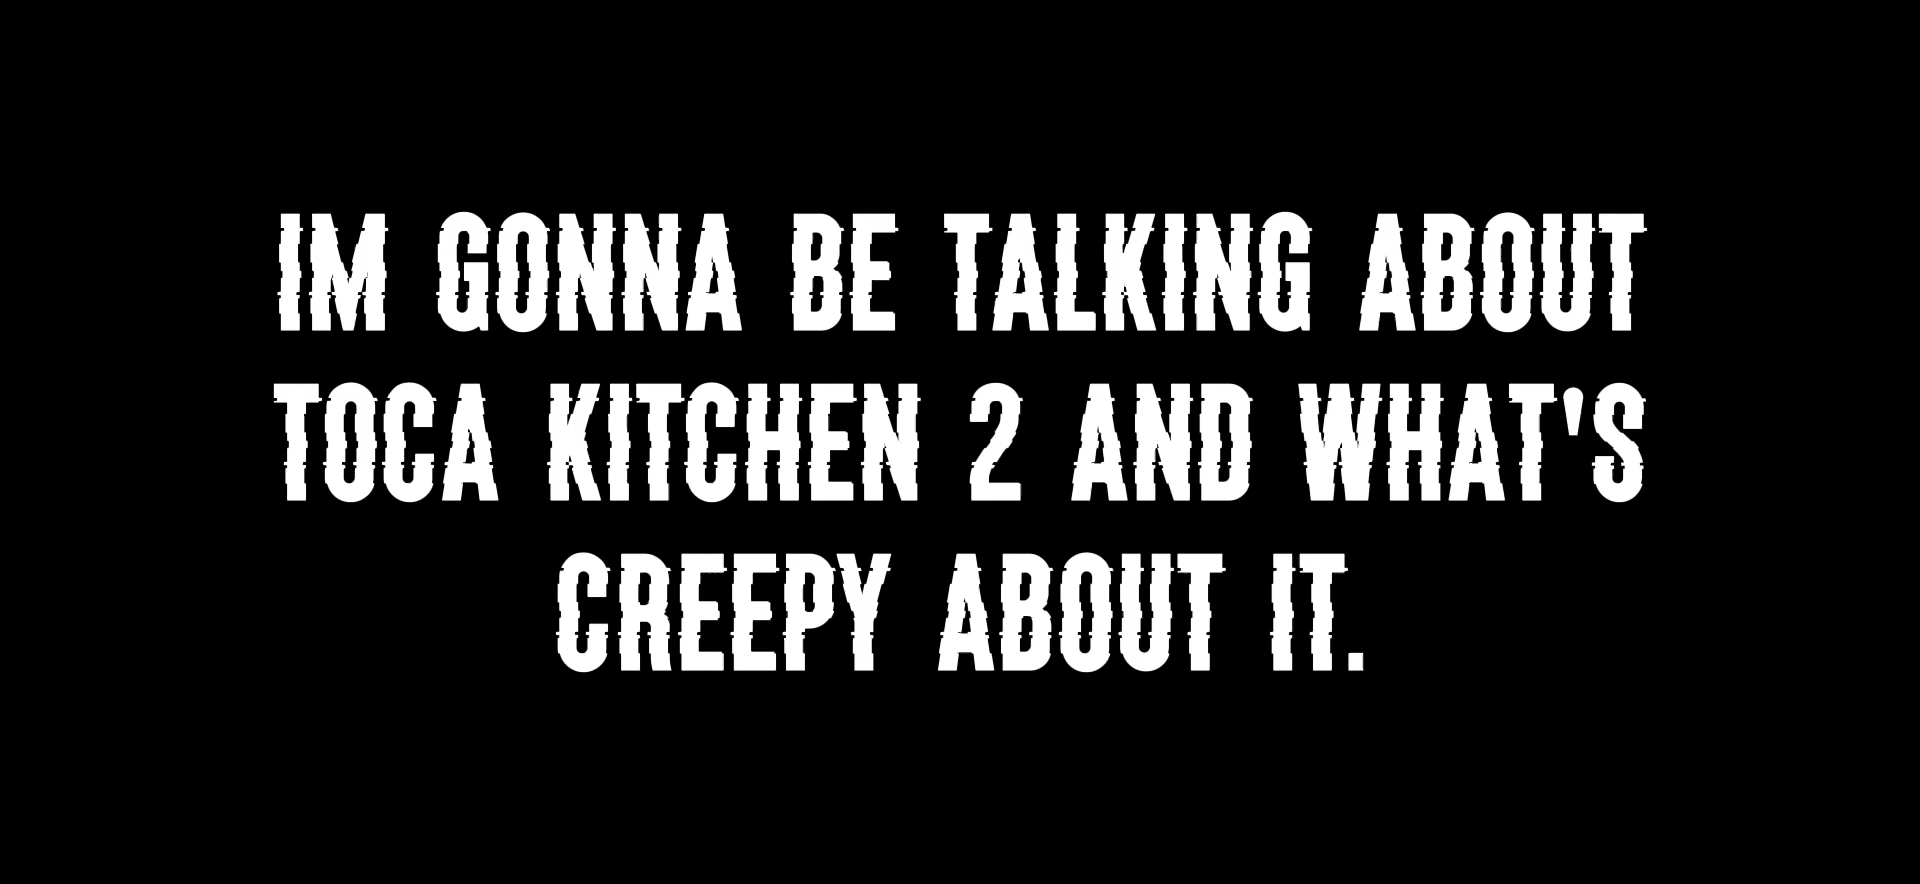 IM GONNA BE TALKING ABOUT
TOCA KITCHEN 2 AND WHAT'S
CREEPY ABOUT IT.